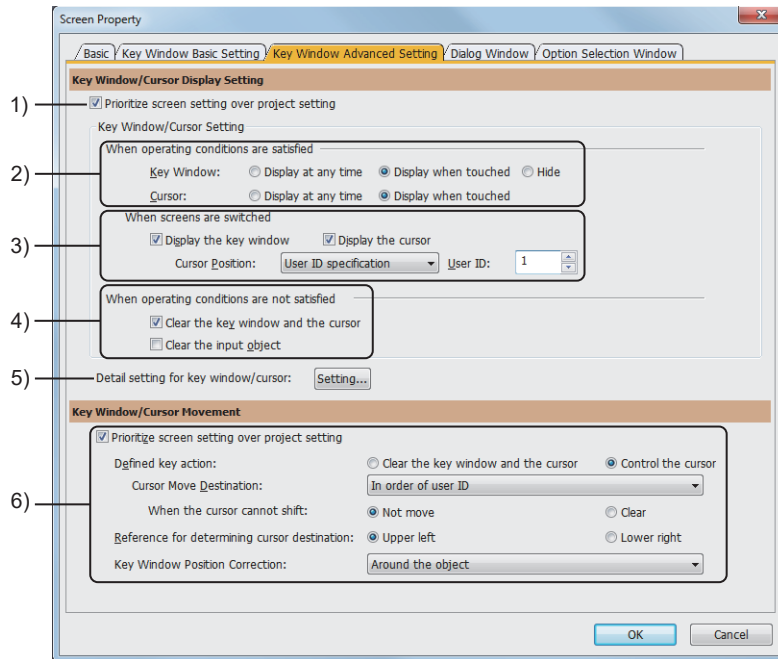 Screen Property
x
Basic Key Window Basic Setting Key Window Advanced Setting Dialog Window Option Selection Window
Key Window/Cursor Display Setting
1) Prioritize screen setting over project setting
Key Window/Cursor Setting
When operating conditions are satisfied
2) Key Window: Display at any time Display when touched Hide
Cursor: Display at any time Display when touched
When screens are switched
3) Display the key window Display the cursor
Cursor Position: User ID specification User ID: 1
When operating conditions are not satisfied
4) Clear the key window and the cursor
Clear the input object
5) Detail setting for key window/cursor: Setting...
Key Window/Cursor Movement
Prioritize screen setting over project setting
Defined key action: Clear the key window and the cursor Control the cursor
Cursor Move Destination: In order of user ID
6) When the cursor cannot shift: Not move Clear
Reference for determining cursor destination: Upper left Lower right
Key Window Position Correction: Around the object
OK Cancel